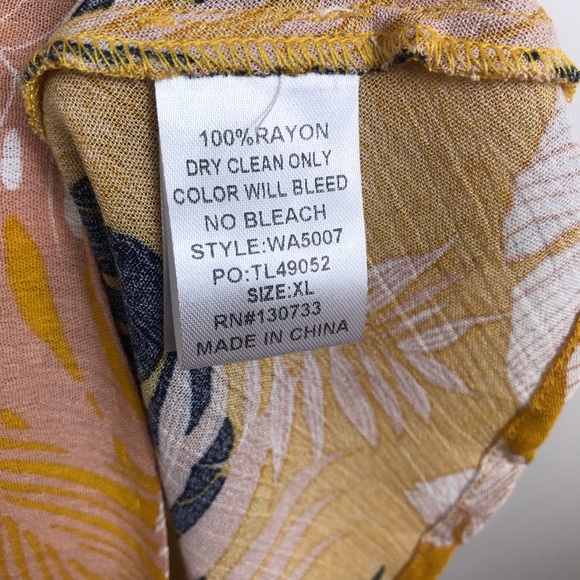 100%RAYON
DRY CLEAN ONLY
COLOR WILL BLEED
NO BLEACH
STYLE:WA5007
PO:TL49052
SIZE:XL
RN#130733
MADE IN CHINA